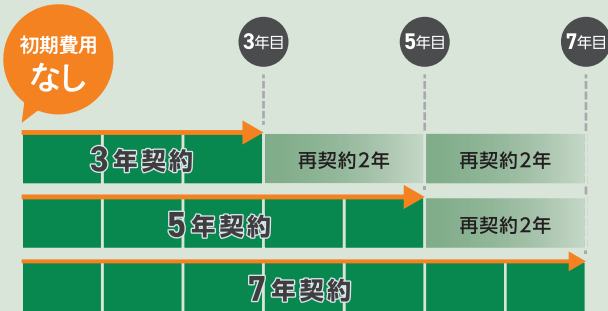 初期費用
なし
3年目
5年目
7年目
3年契約
再契約2年
再契約2年
5年契約
再契約2年
7年契約